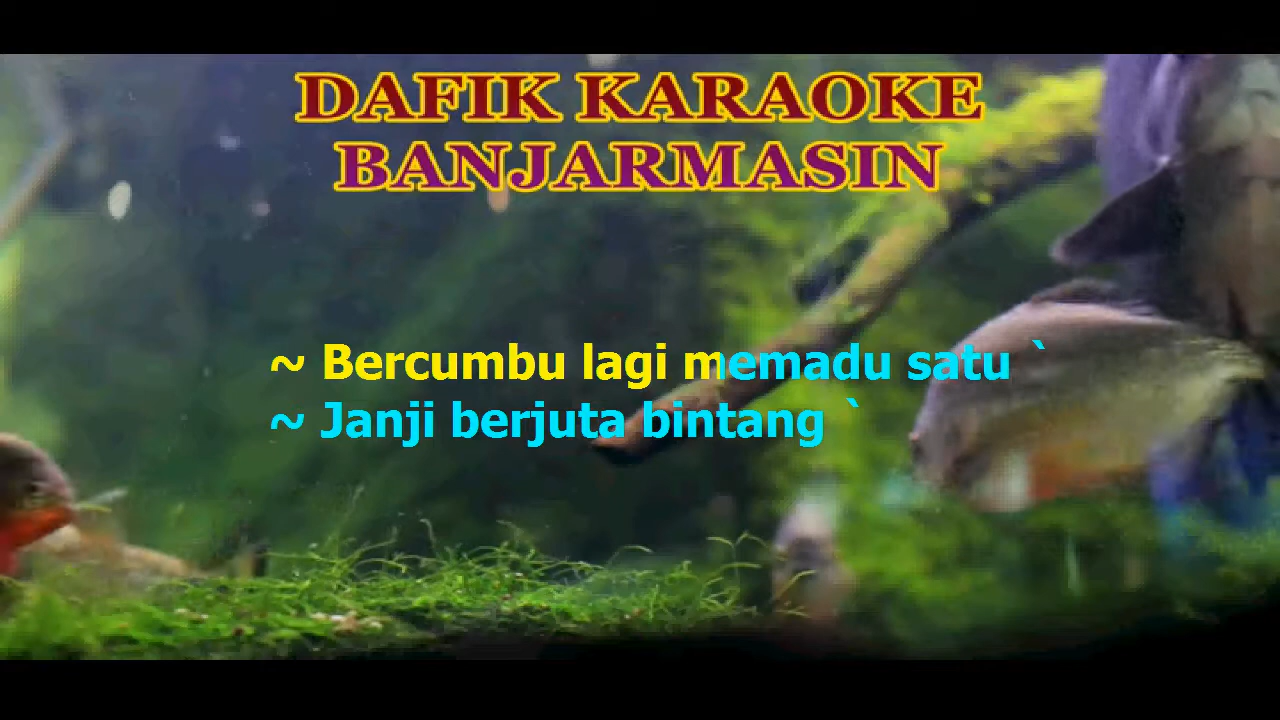 DAFIK KARAOKE
BANJARMASIN
~ Bercumbu lagi memadu satu `
~ Janji berjuta bintang `